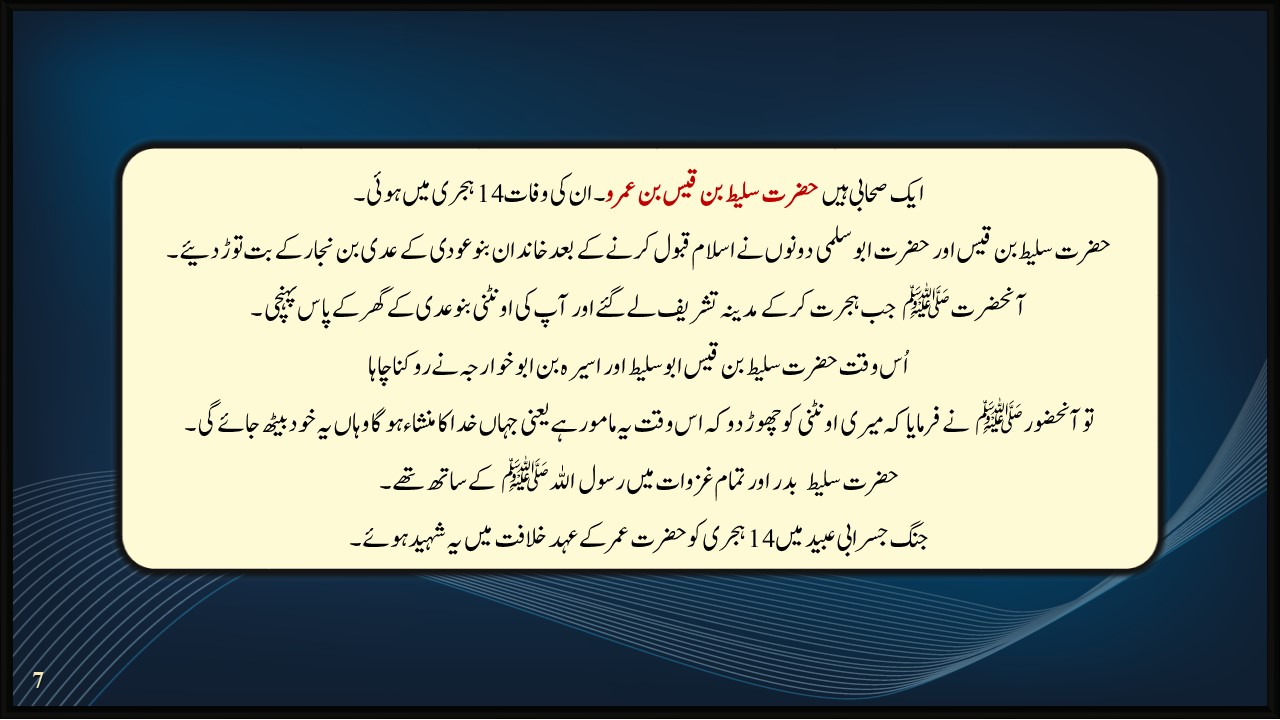 ایک صحابی ہیں حضرت سلیط بن قیس بن عمرو۔ ان کی وفات 14 ہجری میں ہوئی۔
حضرت سلیط بن قیس اور حضرت ابو سلمی دونوں نے اسلام قبول کرنے کے بعد خاندان بنو عودی کے عدی بن نجار کے بت توڑ دیئے۔
آنحضرت ﷺ جب ہجرت کر کے مدینہ تشریف لے گئے اور آپ کی اونٹنی بنو عدی کے گھر کے پاس پہنچی۔
اُس وقت حضرت سلیط بن قیس ابو سلیط اور اسیرہ بن ابو خوارجہ نے روکنا چاہا
تو آنحضور ﷺ نے فرمایا کہ میری اونٹنی کو چھوڑ دو کہ اس وقت یہ مامور ہے یعنی جہاں خدا کا منشاء ہو گا وہاں یہ خود بیٹھ جائے گی۔
حضرت سلیط بدر اور تمام غزوات میں رسول اللہ ﷺ کے ساتھ تھے۔
جنگ جسر ابی عبید میں 14 ہجری کو حضرت عمر کے عہد خلافت میں یہ شہید ہوئے۔
7